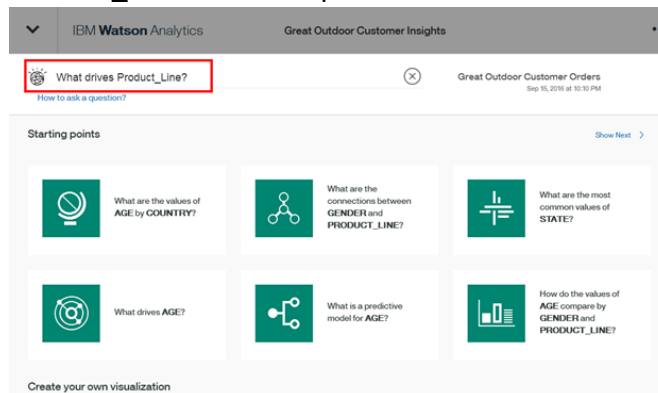 IBM Watson Analytics
Great Outdoor Customer Insights
What drives Product_Line?
Great Outdoor Customer Orders
Sep 15, 2016 at 10:10 PM
How to ask a question?
Starting points
Show Next
What are the values of
AGE by COUNTRY?
What are the
connections between
GENDER and
PRODUCT_LINE?
What are the most
common values of
STATE?
What drives AGE?
What is a predictive
model for AGE?
How do the values of
AGE compare by
GENDER and
PRODUCT_LINE?
Create your own visualization